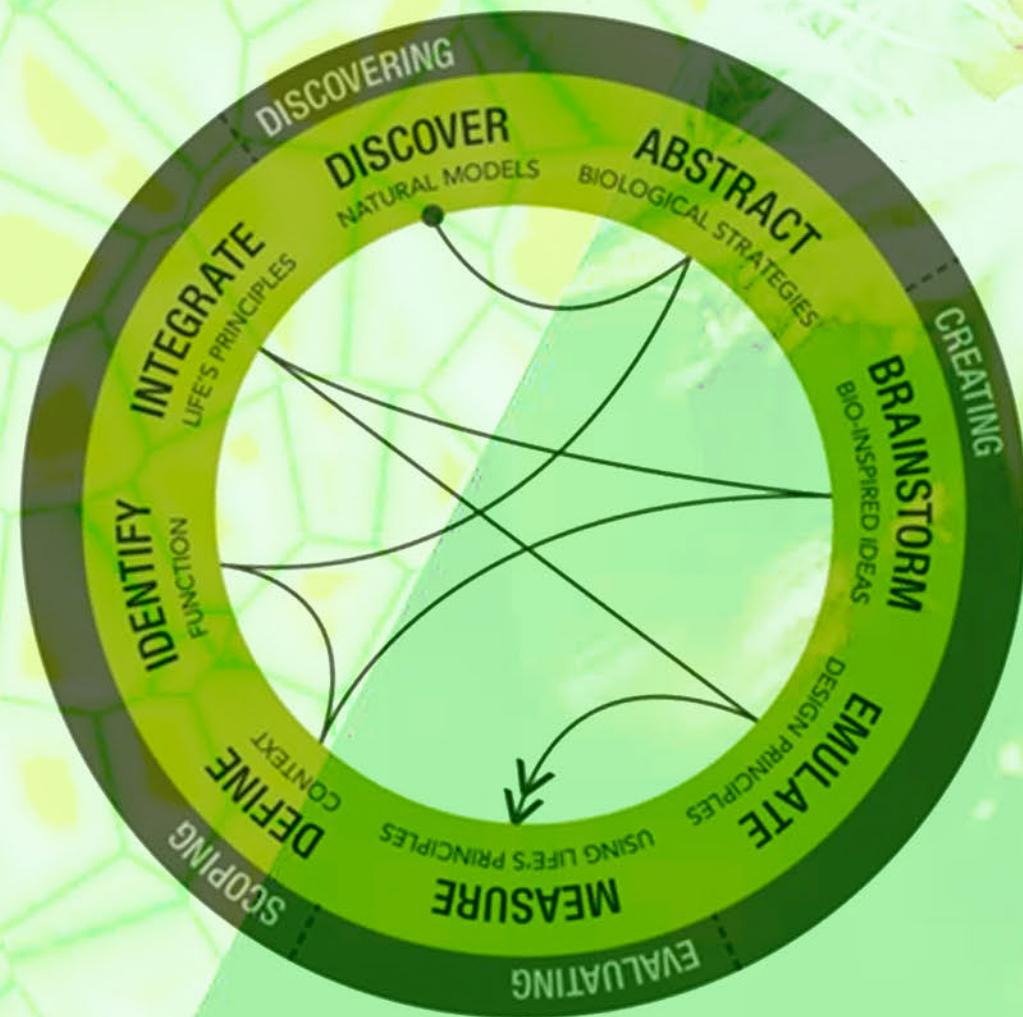 DISCOVERING
DISCOVER
NATURAL MODELS
ABSTRACT
BIOLOGICAL STRATEGIES
CREATING
BRAINSTORM
BIO-INSPIRED IDEAS
EMULATE
DESIGN PRINCIPLES
EVALUATING
MEASURE
USING LIFE'S PRINCIPLES
SCOPING
DEFINE
CONTEXT
IDENTIFY
FUNCTION
INTEGRATE
LIFE'S PRINCIPLES